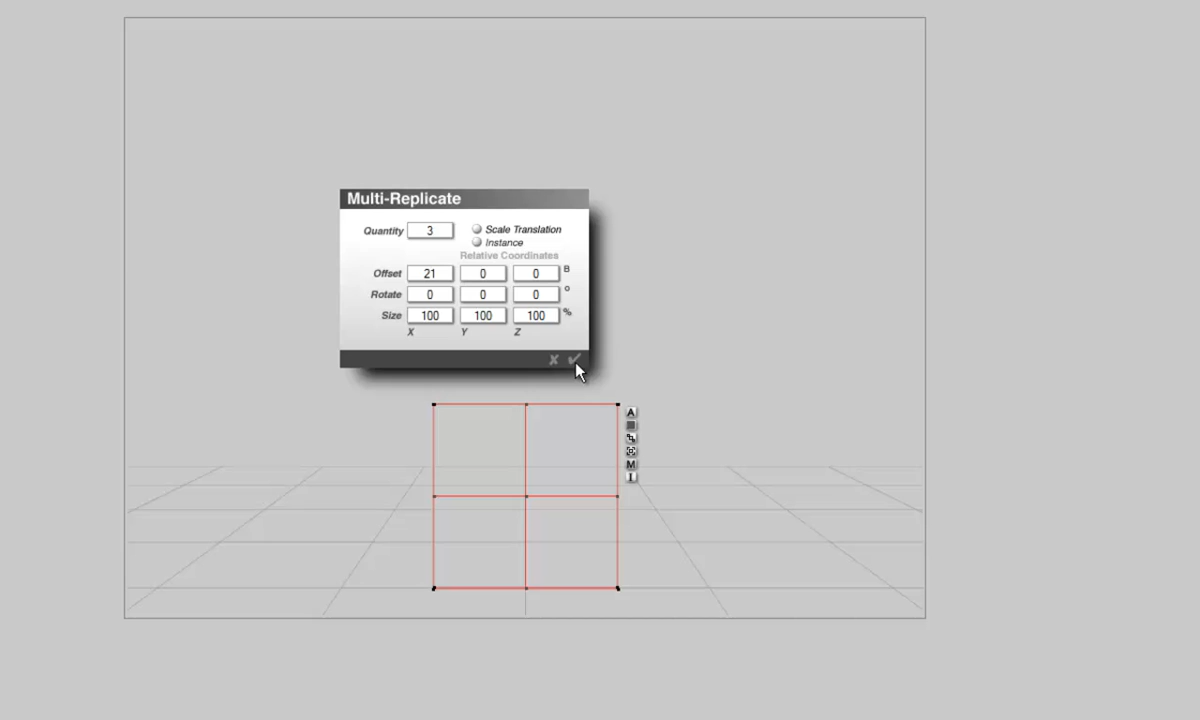 Multi-Replicate
Quantity 3 Scale Translation
Instance
Relative Coordinates
Offset 21 0 0 B
Rotate 0 0 0 °
Size 100 100 100 %
X Y Z
A
M
I